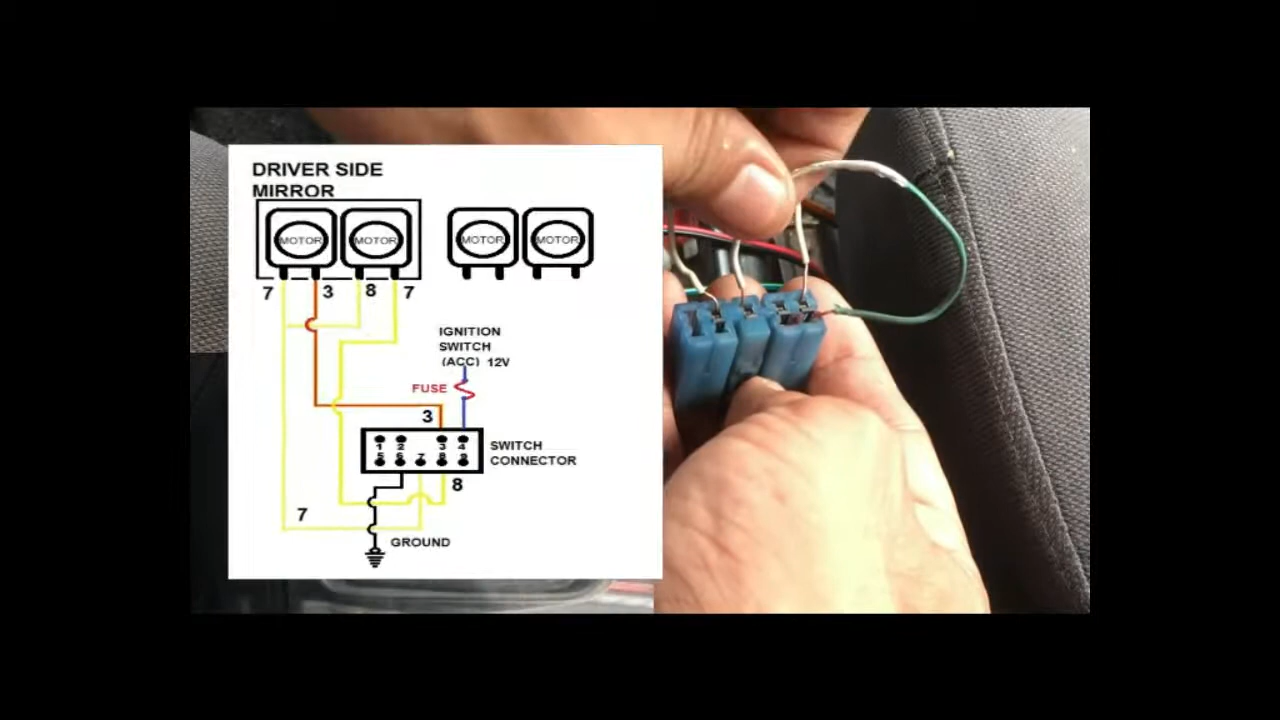 DRIVER SIDE
MIRROR
MOTOR MOTOR MOTOR MOTOR
7 3 8 7
IGNITION
SWITCH
(ACC) 12V
FUSE
3
1 2 3 4
5 6 7 8 9
SWITCH
CONNECTOR
8
7
GROUND